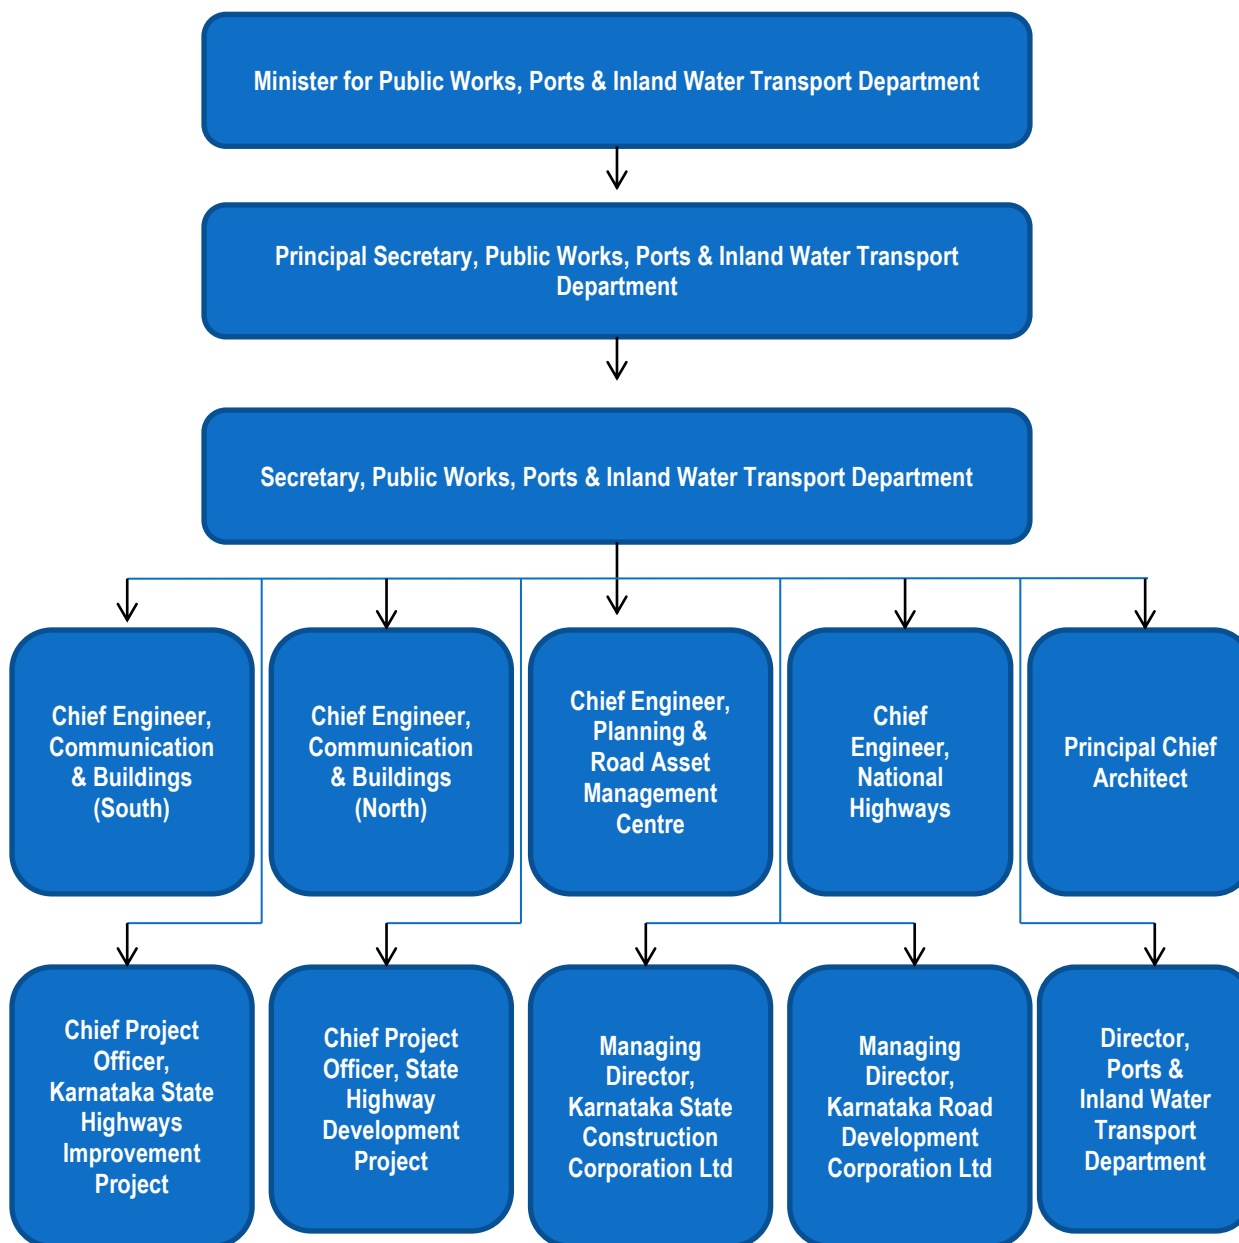 Minister for Public Works, Ports & Inland Water Transport Department
Principal Secretary, Public Works, Ports & Inland Water Transport
Department
Secretary, Public Works, Ports & Inland Water Transport Department
Chief Engineer,
Communication
& Buildings
(South)
Chief Engineer,
Communication
& Buildings
(North)
Chief Engineer,
Planning &
Road Asset
Management
Centre
Chief
Engineer,
National
Highways
Principal Chief
Architect
Chief Project
Officer,
Karnataka State
Highways
Improvement
Project
Chief Project
Officer, State
Highway
Development
Project
Managing
Director,
Karnataka State
Construction
Corporation Ltd
Managing
Director,
Karnataka Road
Development
Corporation Ltd
Director,
Ports &
Inland Water
Transport
Department